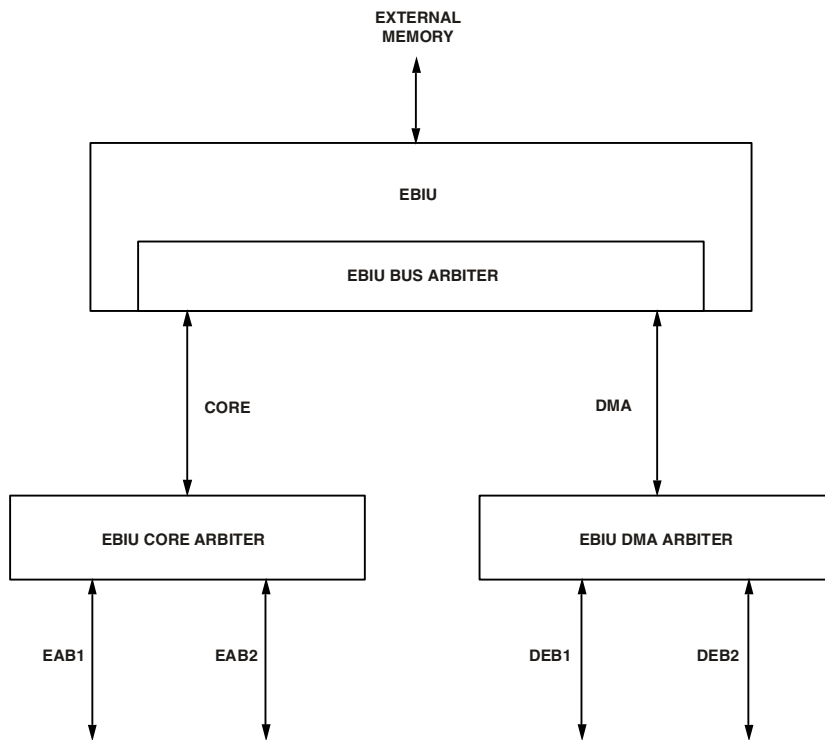 EXTERNAL
MEMORY
EBIU
EBIU BUS ARBITER
CORE
DMA
EBIU CORE ARBITER
EBIU DMA ARBITER
EAB1
EAB2
DEB1
DEB2